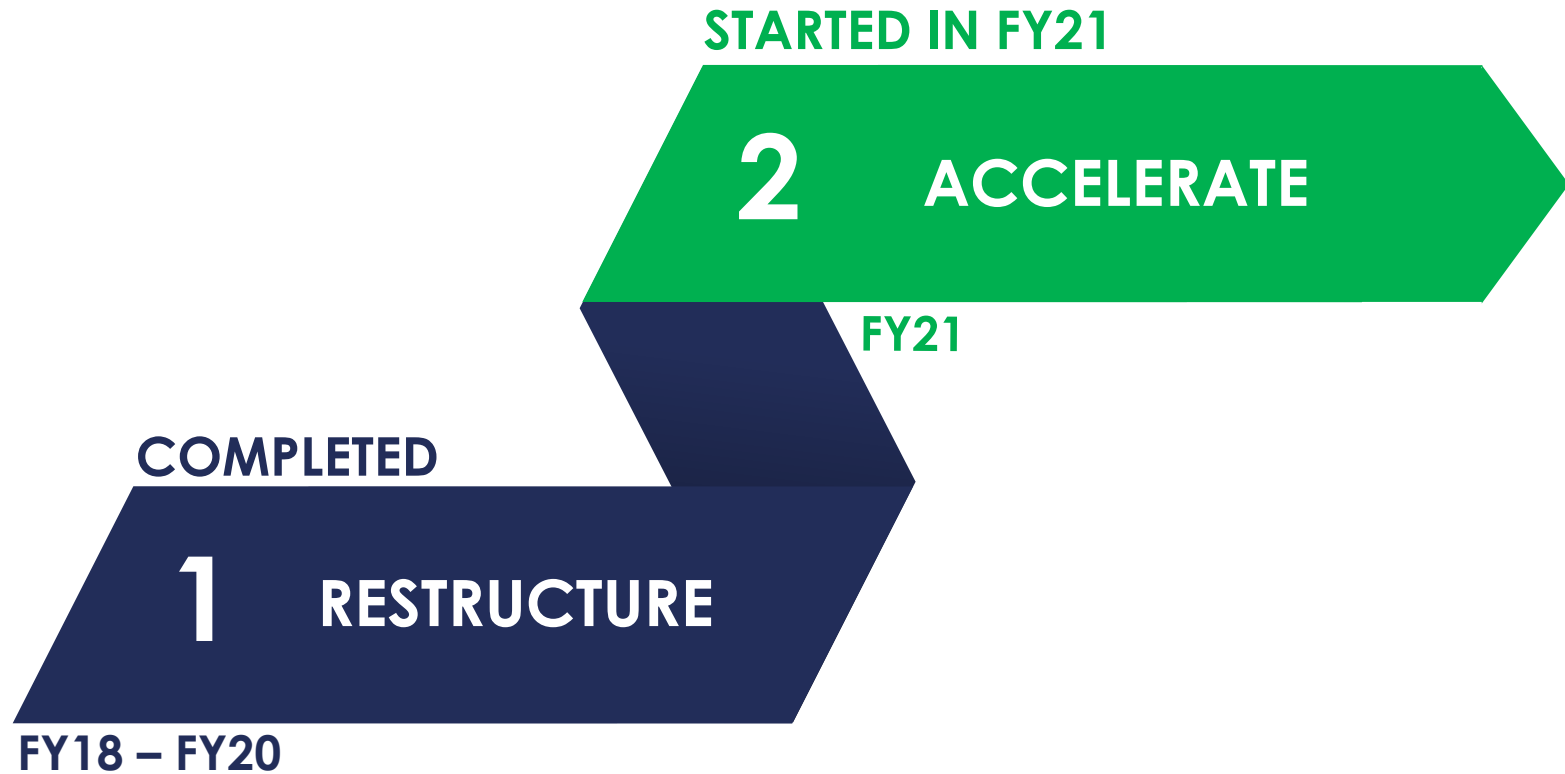 STARTED IN FY21
2 ACCELERATE
FY21
COMPLETED
1 RESTRUCTURE
FY18 – FY20